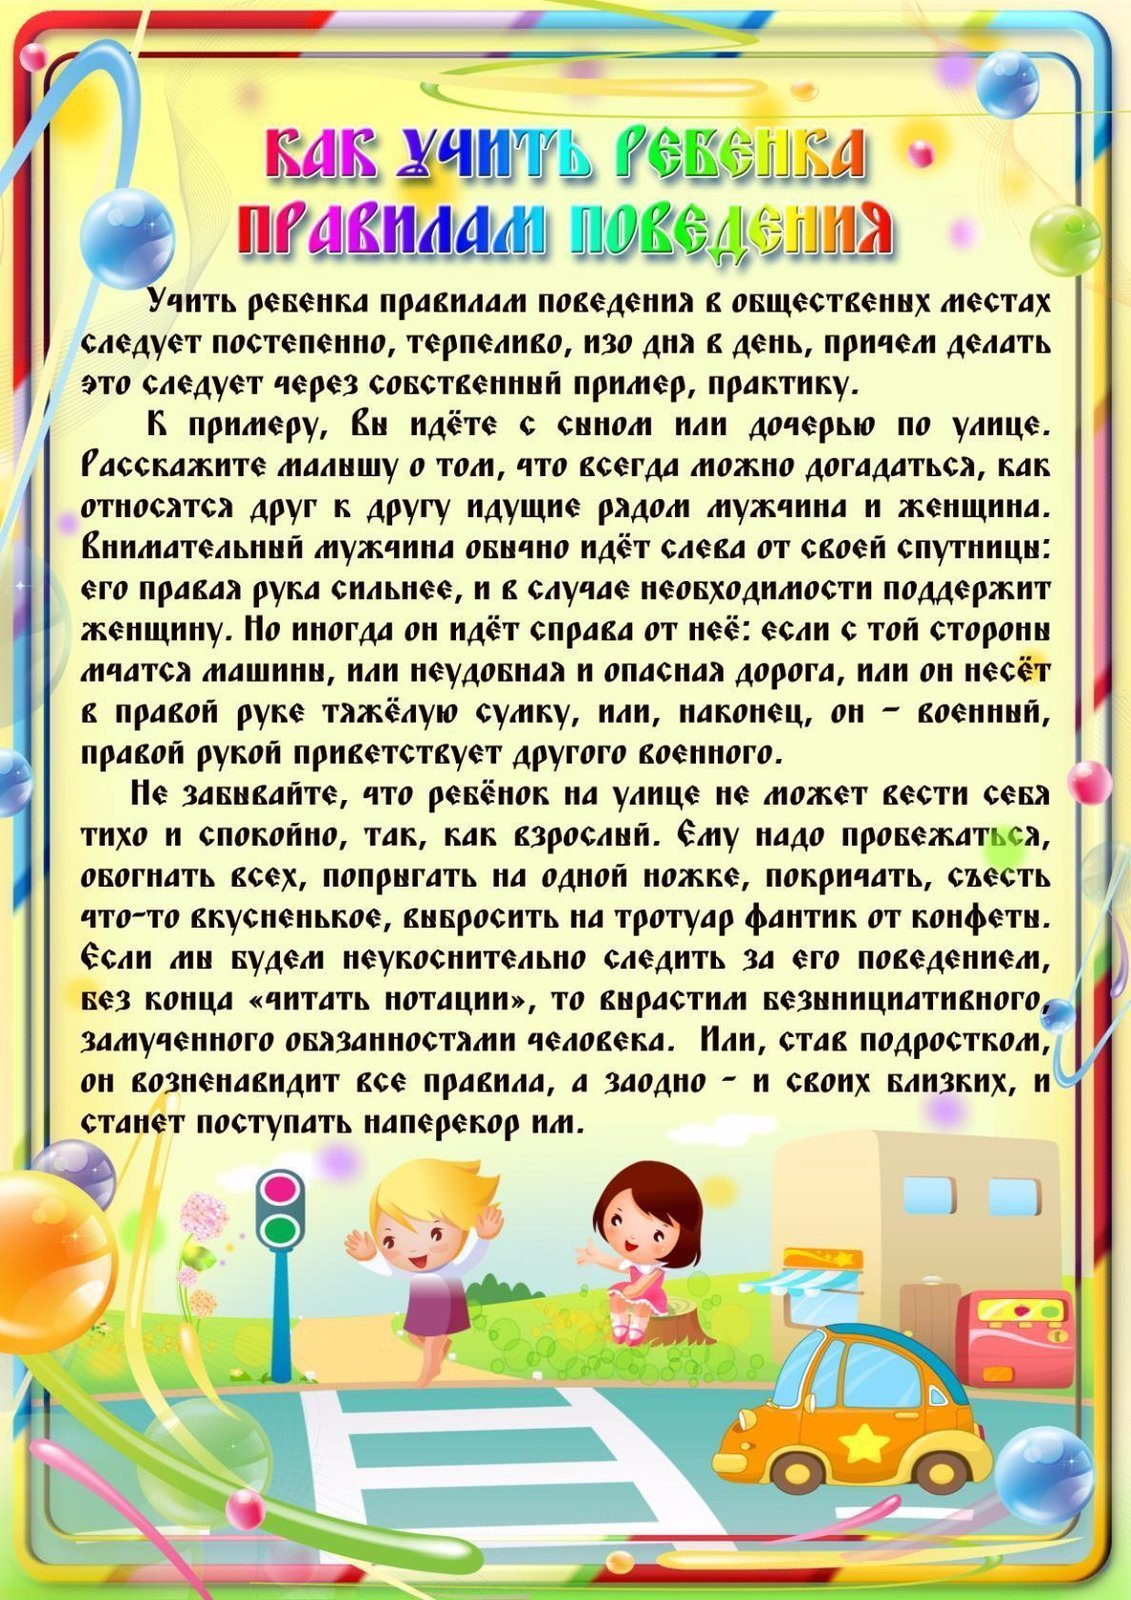 КАК УЧИТЬ РЕБЕНКА
ПРАВИЛАМ ПОВЕДЕНИЯ
Учить ребенка правилам поведения в общественых местах
следует постепенно, терпеливо, изо дня в день, причем делать
это следует через собственный пример, практику.
К примеру, Вы идёте с сыном или дочерью по улице.
Расскажите малышу о том, что всегда можно догадаться, как
относятся друг к другу идущие рядом мужчина и женщина.
Внимательный мужчина обычно идёт слева от своей спутницы:
его правая рука сильнее, и в случае необходимости поддержит
женщину. Но иногда он идёт справа от неё: если с той стороны
мчатся машины, или неудобная и опасная дорога, или он несёт
в правой руке тяжёлую сумку, или, наконец, он - военный,
правой рукой приветствует другого военного.
Не забывайте, что ребёнок на улице не может вести себя
тихо и спокойно, так, как взрослый. Ему надо пробежаться,
обогнать всех, попрыгать на одной ножке, покричать, съесть
что-то вкусненькое, выбросить на тротуар фантик от конфеты.
Если мы будем неукоснительно следить за его поведением,
без конца «читать нотации», то вырастим безынициативного,
замученного обязанностями человека. Или, став подростком,
он возненавидит все правила, а заодно - и своих близких, и
станет поступать наперекор им.